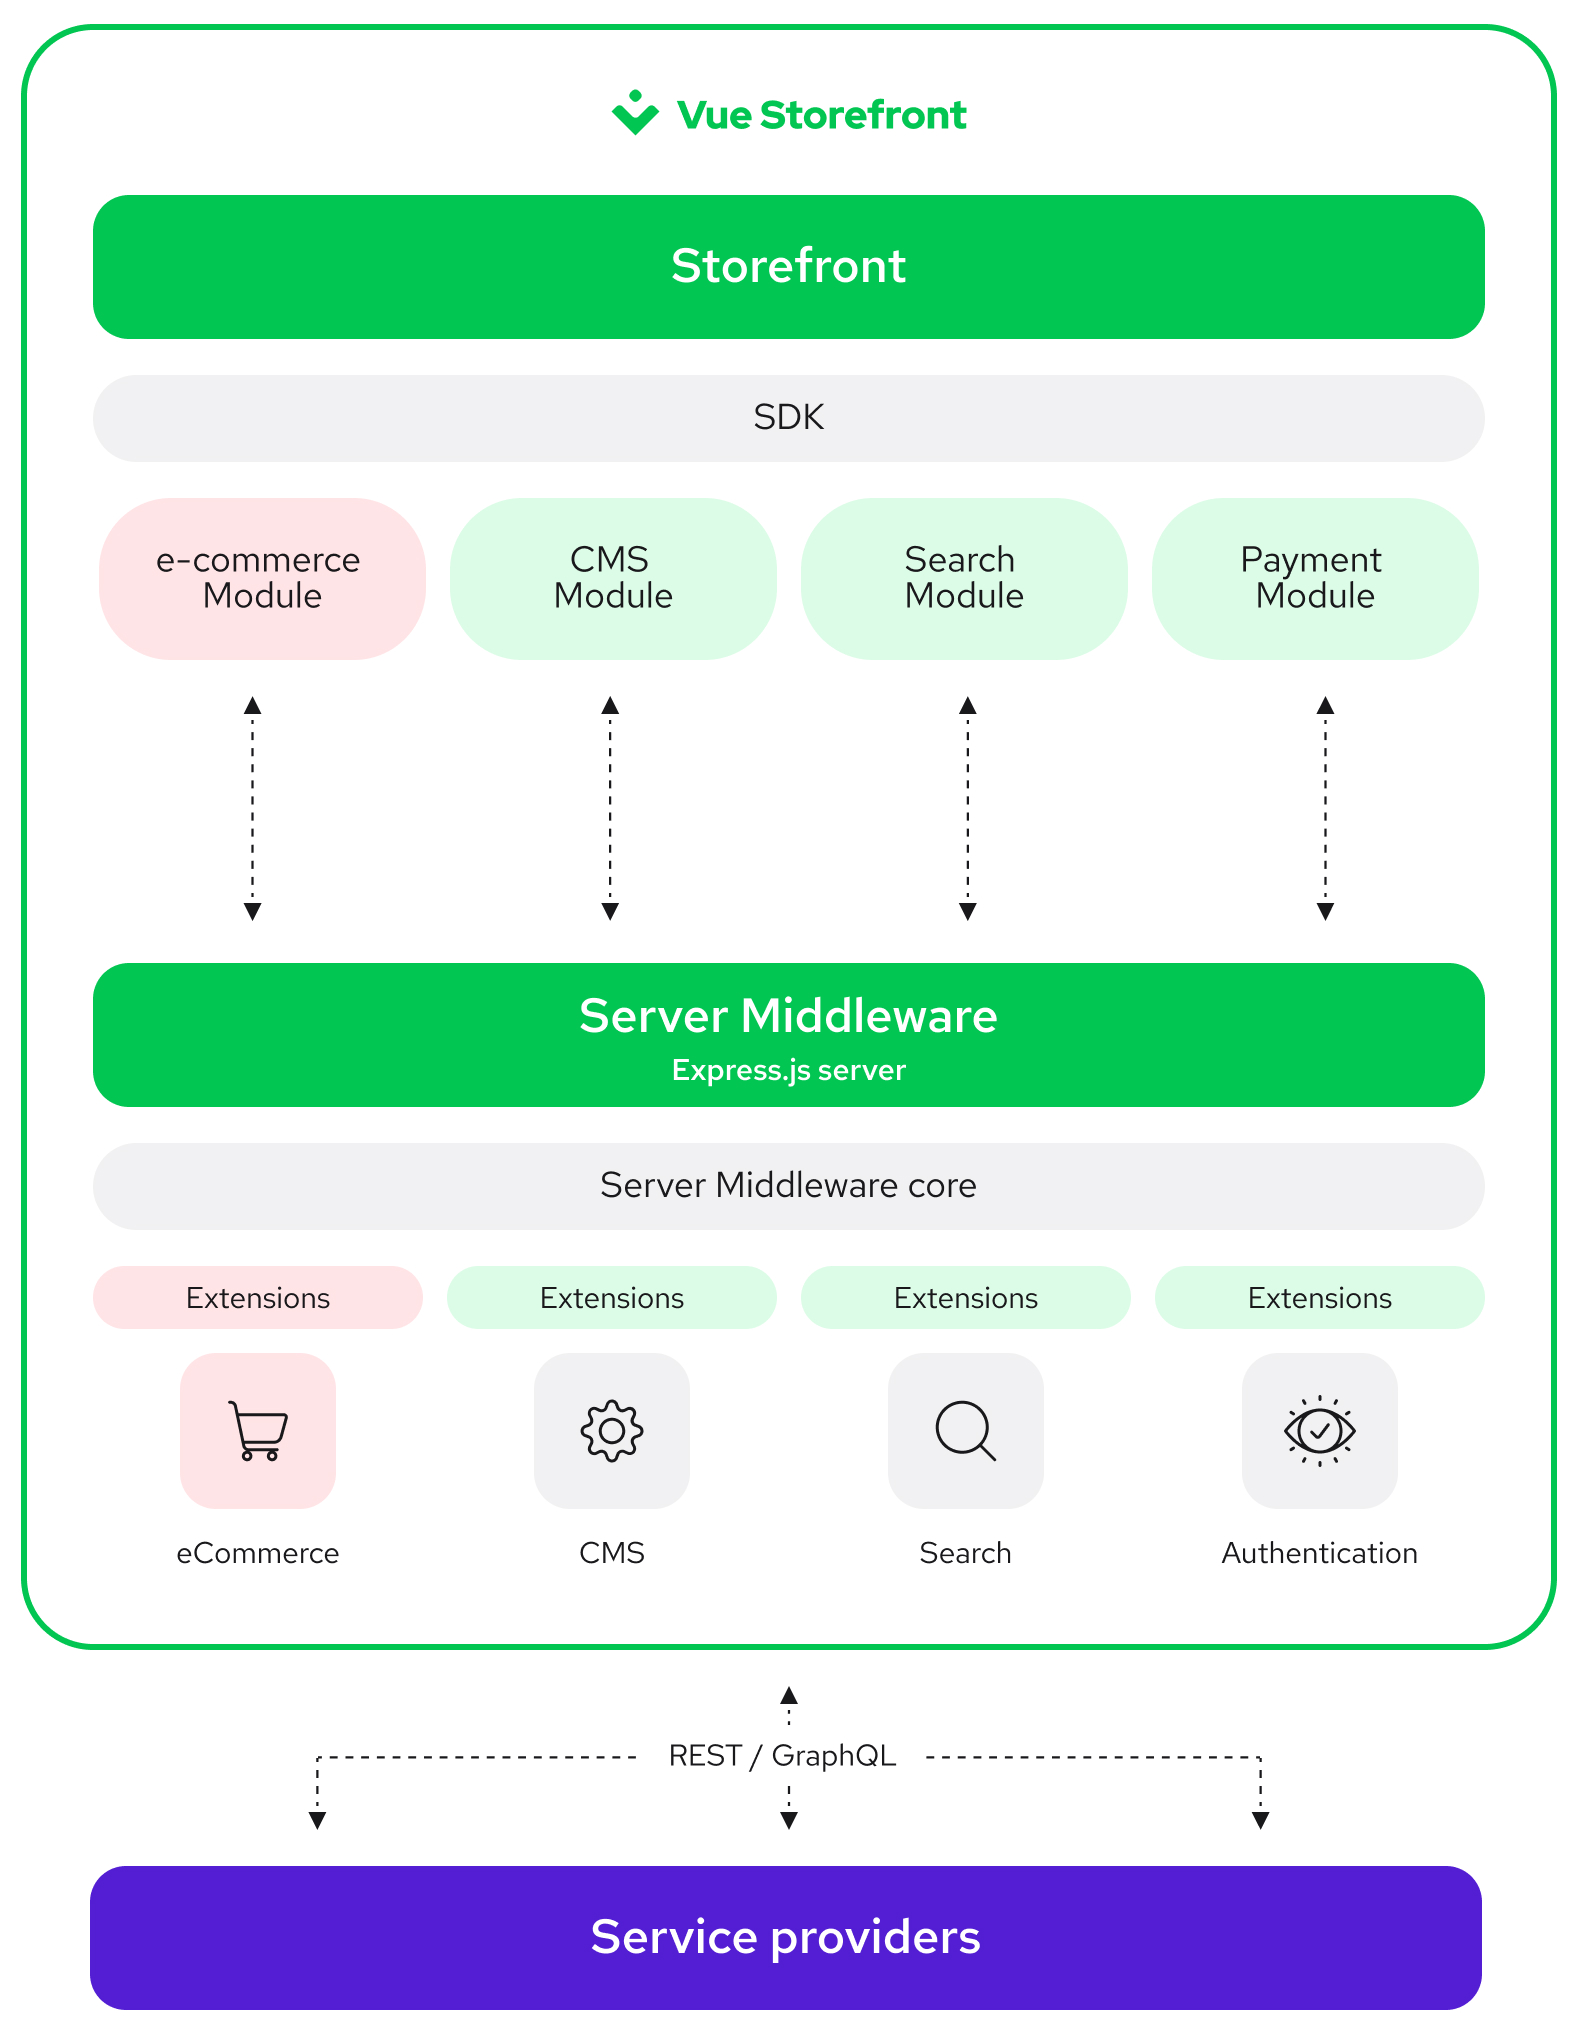 Vue Storefront
Storefront
SDK
e-commerce
Module
CMS
Module
Search
Module
Payment
Module
Server Middleware
Express.js server
Server Middleware core
Extensions
Extensions
Extensions
Extensions
eCommerce
CMS
Search
Authentication
REST / GraphQL
Service providers